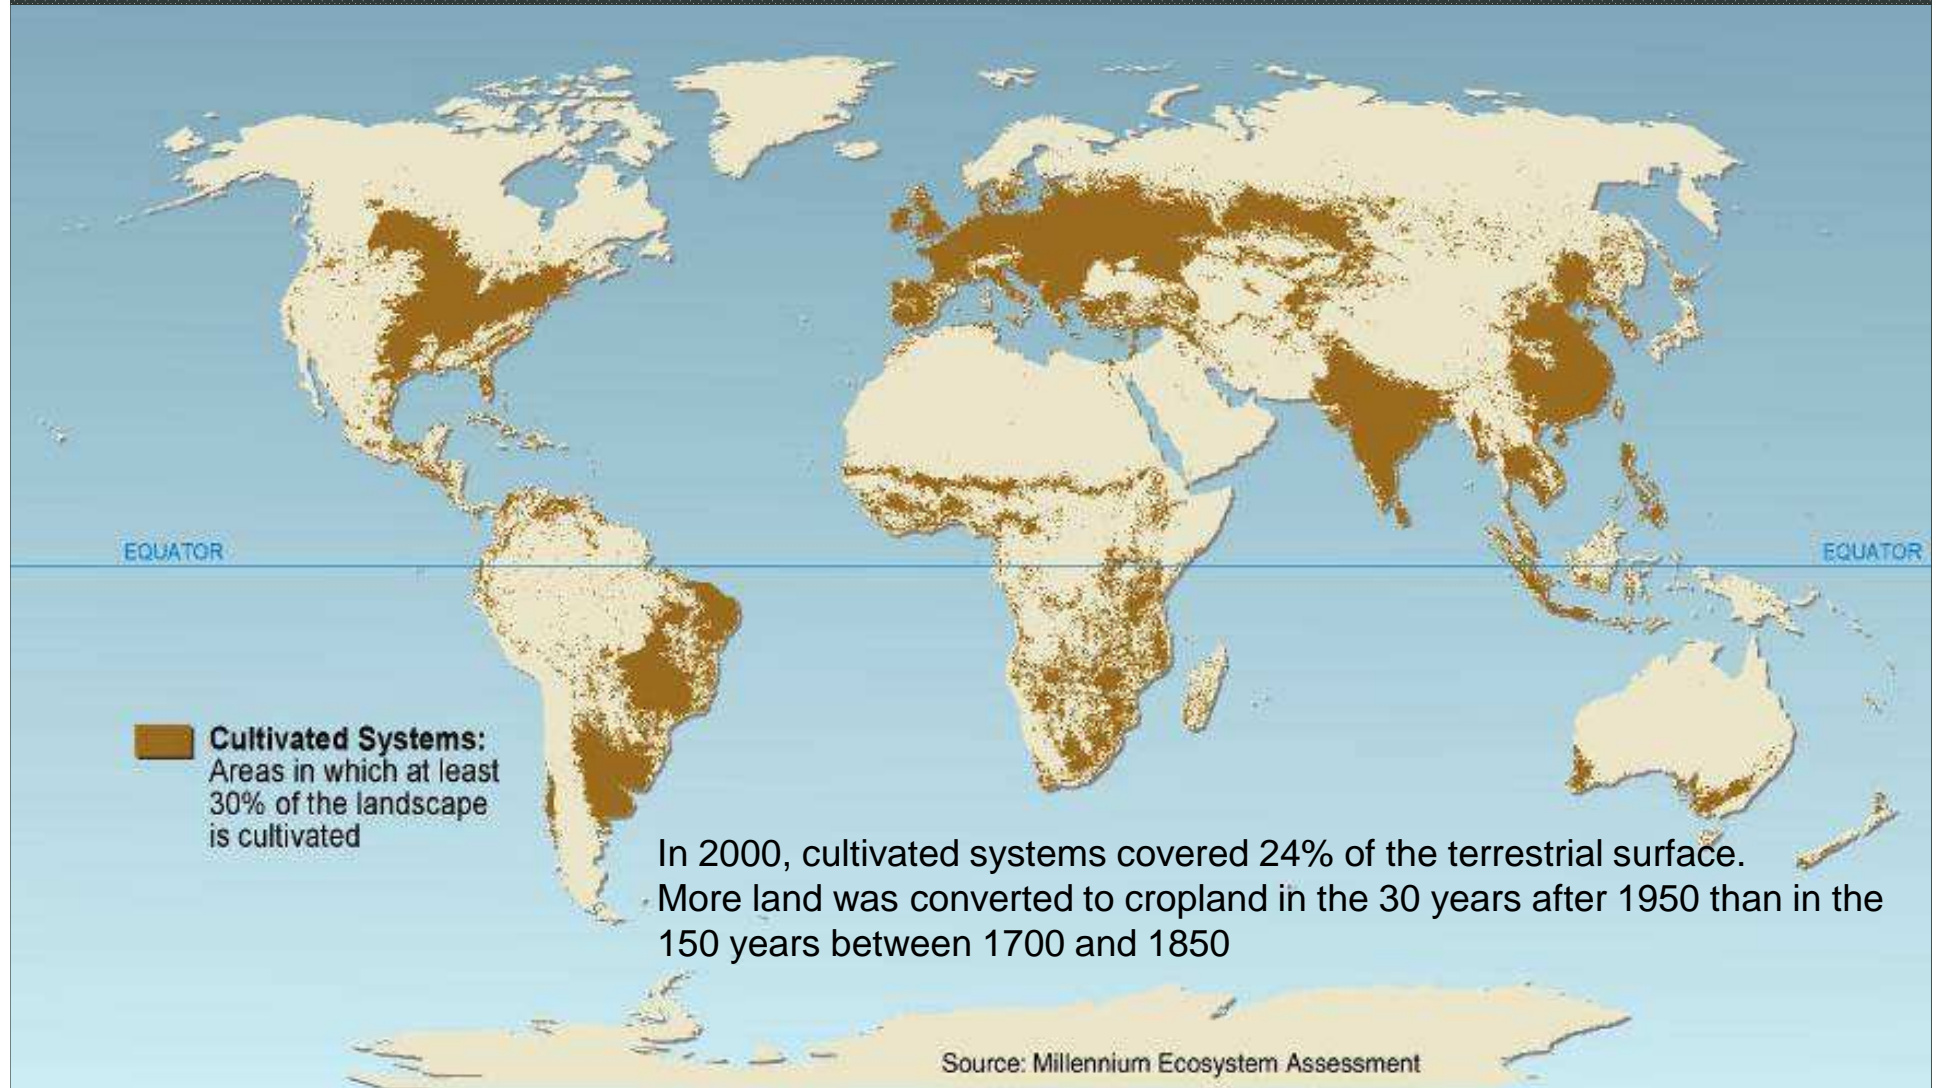 EQUATOR
EQUATOR
Cultivated Systems:
Areas in which at least
30% of the landscape
is cultivated
In 2000, cultivated systems covered 24% of the terrestrial surface.
More land was converted to cropland in the 30 years after 1950 than in the
150 years between 1700 and 1850
Source: Millennium Ecosystem Assessment